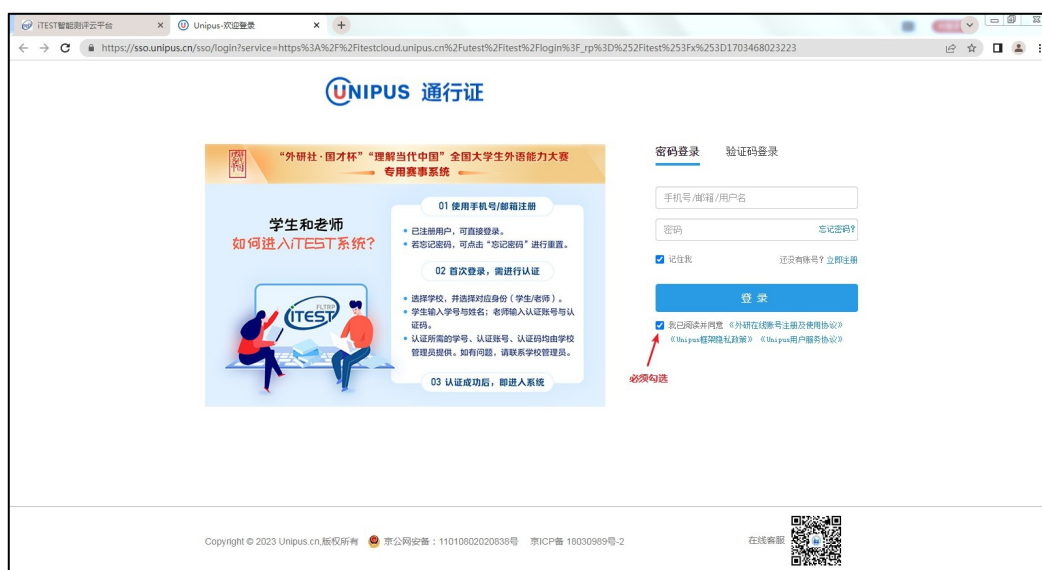 iTEST智能测评云平台
Unipus-欢迎登录
https://sso.unipus.cn/sso/login?service=https%3A%2F%2Fitestcloud.unipus.cn%2Futest%2Fitest%2Flogin%3F_rp%3D%252Fitest%253Fx%253D1703468023223
UNIPUS 通行证
“外研社·国才杯”“理解当代中国”全国大学生外语能力大赛
专用赛事系统
学生和老师
如何进入iTEST系统?
FLTRP
iTEST
01 使用手机号/邮箱注册
• 已注册用户，可直接登录。
• 若忘记密码，可点击“忘记密码”进行重置。
02 首次登录，需进行认证
• 选择学校，并选择对应身份（学生/老师）。
• 学生输入学号与姓名；老师输入认证账号与认
证码。
• 认证所需的学号、认证账号、认证码均由学校
管理员提供。如有问题，请联系学校管理员。
03 认证成功后，即进入系统
密码登录 验证码登录
手机号/邮箱/用户名
密码 忘记密码?
记住我 还没有账号? 立即注册
登 录
我已阅读并同意 《外研在线账号注册及使用协议》
《Unipus框架隐私政策》 《Unipus用户服务协议》
必须勾选
Copyright © 2023 Unipus.cn,版权所有 京公网安备：11010802020838号 京ICP备 18030989号-2
在线客服